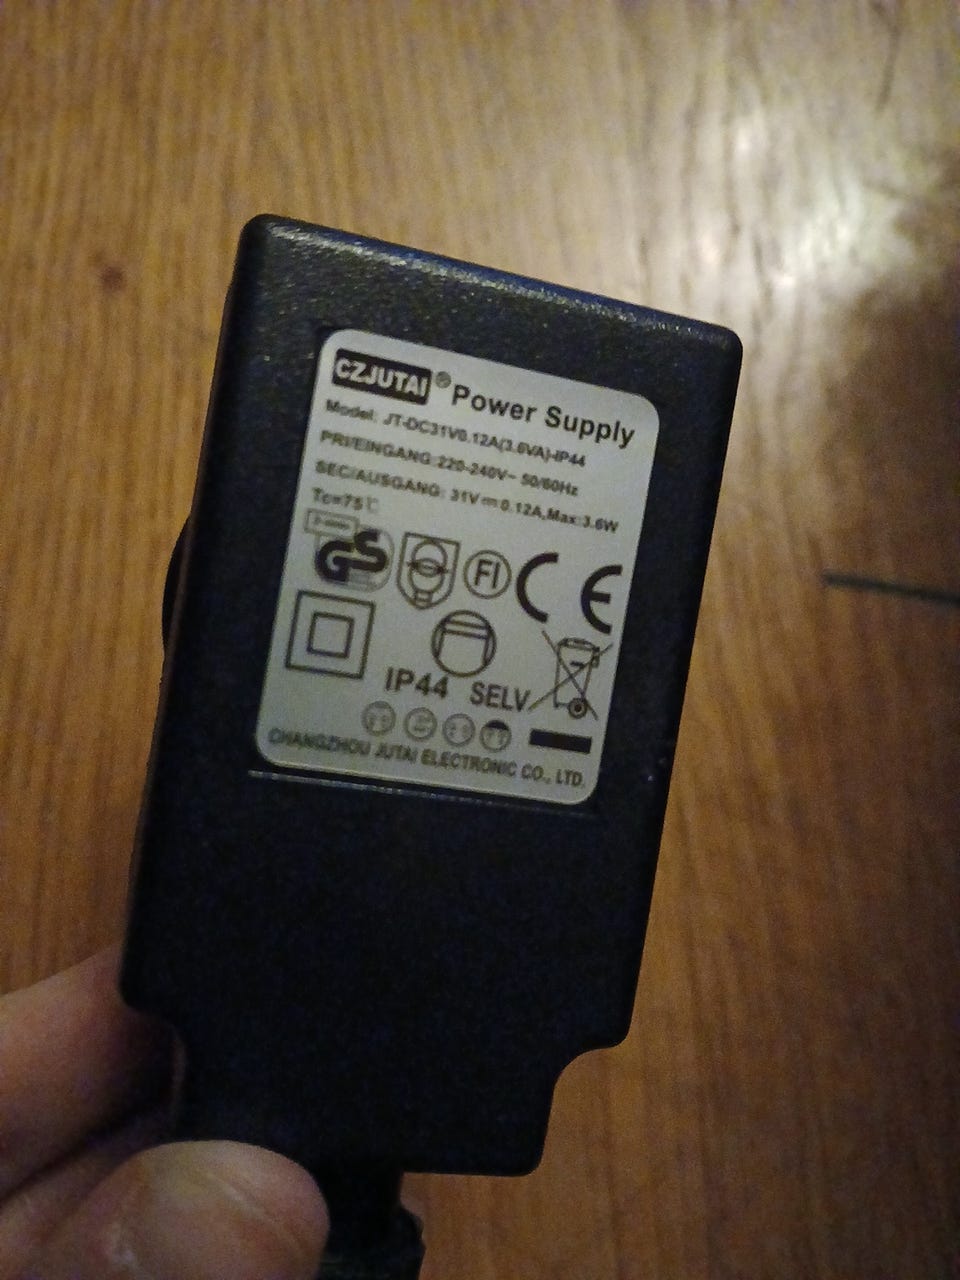 CZJUTAI® Power Supply
Model: JT-DC31V0.12A(3.6VA)-IP44
PRI/EINGANG:220-240V~ 50/60Hz
SEC/AUSGANG: 31V⎓0.12A,Max:3.6W
Tc=75℃
GS FI CE
IP44 SELV
CHANGZHOU JUTAI ELECTRONIC CO., LTD.